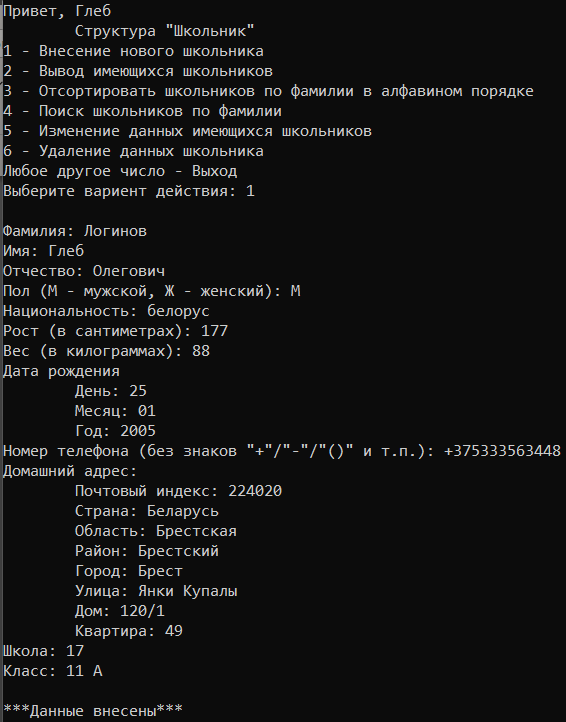 Привет, Глеб
Структура "Школьник"
1 - Внесение нового школьника
2 - Вывод имеющихся школьников
3 - Отсортировать школьников по фамилии в алфавином порядке
4 - Поиск школьников по фамилии
5 - Изменение данных имеющихся школьников
6 - Удаление данных школьника
Любое другое число - Выход
Выберите вариент действия: 1
Фамилия: Логинов
Имя: Глеб
Отчество: Олегович
Пол (М - мужской, Ж - женский): М
Национальность: белорус
Рост (в сантиметрах): 177
Вес (в килограммах): 88
Дата рождения
День: 25
Месяц: 01
Год: 2005
Номер телефона (без знаков "+"/"-"/"()" и т.п.): +375333563448
Домашний адрес:
Почтовый индекс: 224020
Страна: Беларусь
Область: Брестская
Район: Брестский
Город: Брест
Улица: Янки Купалы
Дом: 120/1
Квартира: 49
Школа: 17
Класс: 11 А
***Данные внесены***